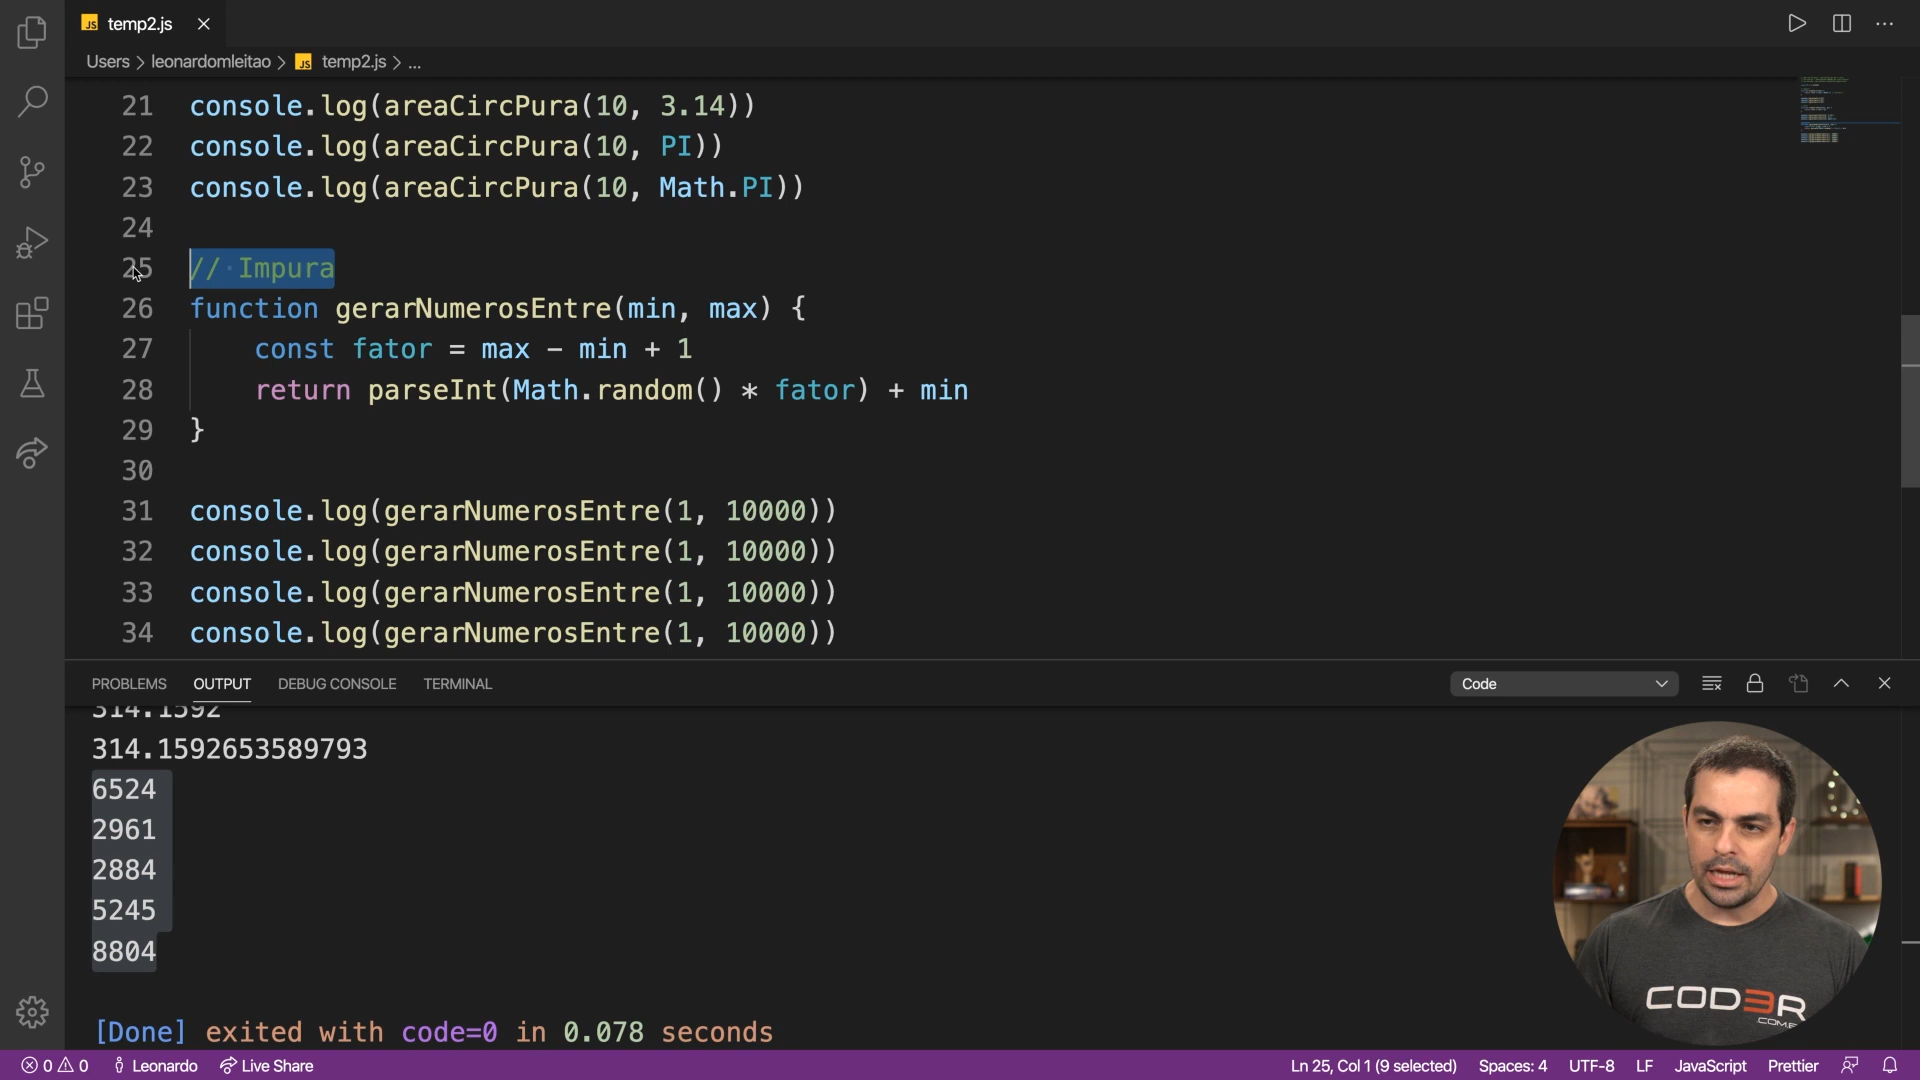 temp2.js
Users > leonardomleitao > temp2.js > ...
21 console.log(areaCircPura(10, 3.14))
22 console.log(areaCircPura(10, PI))
23 console.log(areaCircPura(10, Math.PI))
24
25 // Impura
26 function gerarNumerosEntre(min, max) {
27 const fator = max - min + 1
28 return parseInt(Math.random() * fator) + min
29 }
30
31 console.log(gerarNumerosEntre(1, 10000))
32 console.log(gerarNumerosEntre(1, 10000))
33 console.log(gerarNumerosEntre(1, 10000))
34 console.log(gerarNumerosEntre(1, 10000))
PROBLEMS OUTPUT DEBUG CONSOLE TERMINAL Code
314.1592
314.1592653589793
6524
2961
2884
5245
8804
[Done] exited with code=0 in 0.078 seconds
COD3R
0 0 Leonardo Live Share Ln 25, Col 1 (9 selected) Spaces: 4 UTF-8 LF JavaScript Prettier